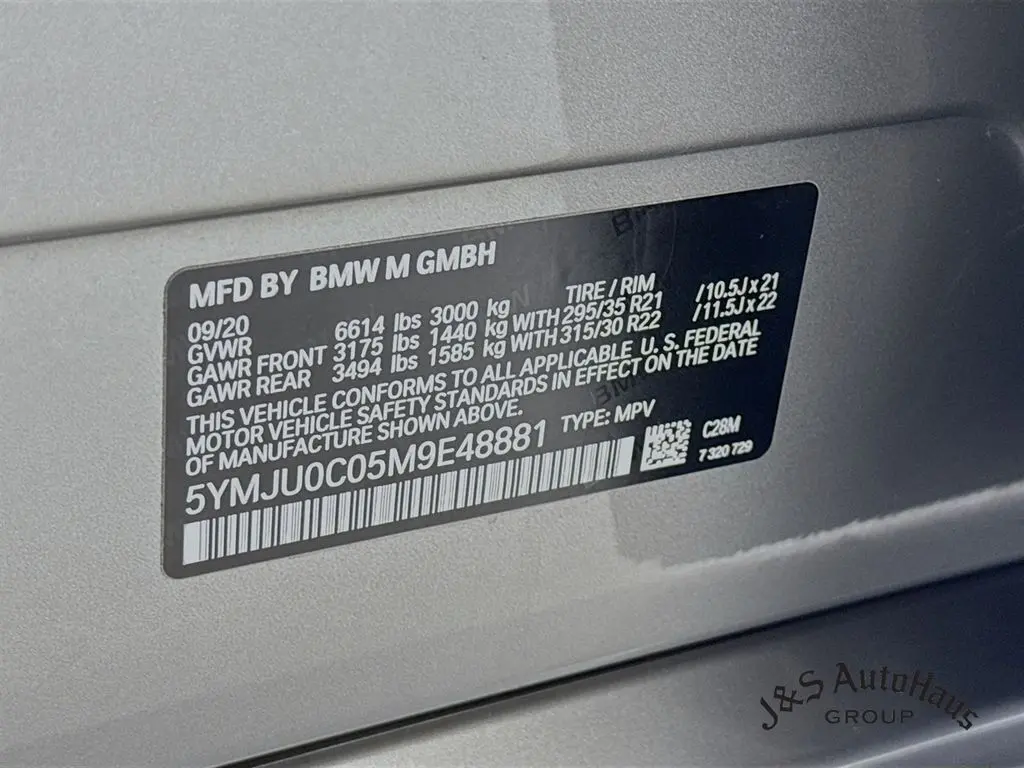 MFD BY BMW M GMBH
09/20 TIRE / RIM
GVWR 6614 lbs 3000 kg
GAWR FRONT 3175 lbs 1440 kg WITH 295/35 R21 /10.5J x 21
GAWR REAR 3494 lbs 1585 kg WITH 315/30 R22 /11.5J x 22
THIS VEHICLE CONFORMS TO ALL APPLICABLE U. S. FEDERAL
MOTOR VEHICLE SAFETY STANDARDS IN EFFECT ON THE DATE
OF MANUFACTURE SHOWN ABOVE.
5YMJU0C05M9E48881 TYPE: MPV C28M
7 320 729
J&S AutoHaus
GROUP